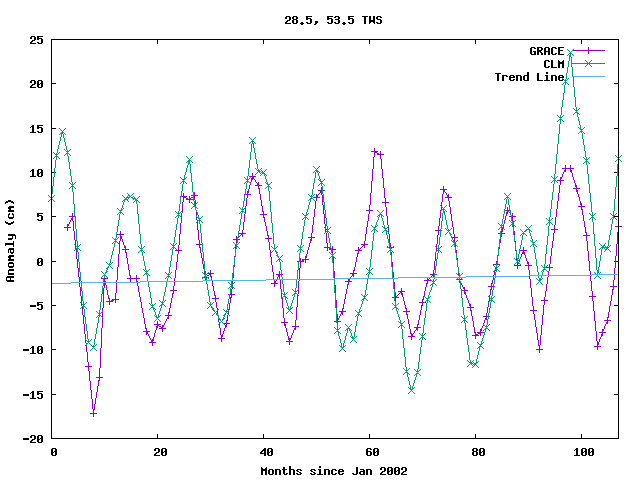 28.5, 53.5 TWS
GRACE
CLM
Trend Line
25
20
15
10
5
0
-5
-10
-15
-20
Anomaly (cm)
0 20 40 60 80 100
Months since Jan 2002